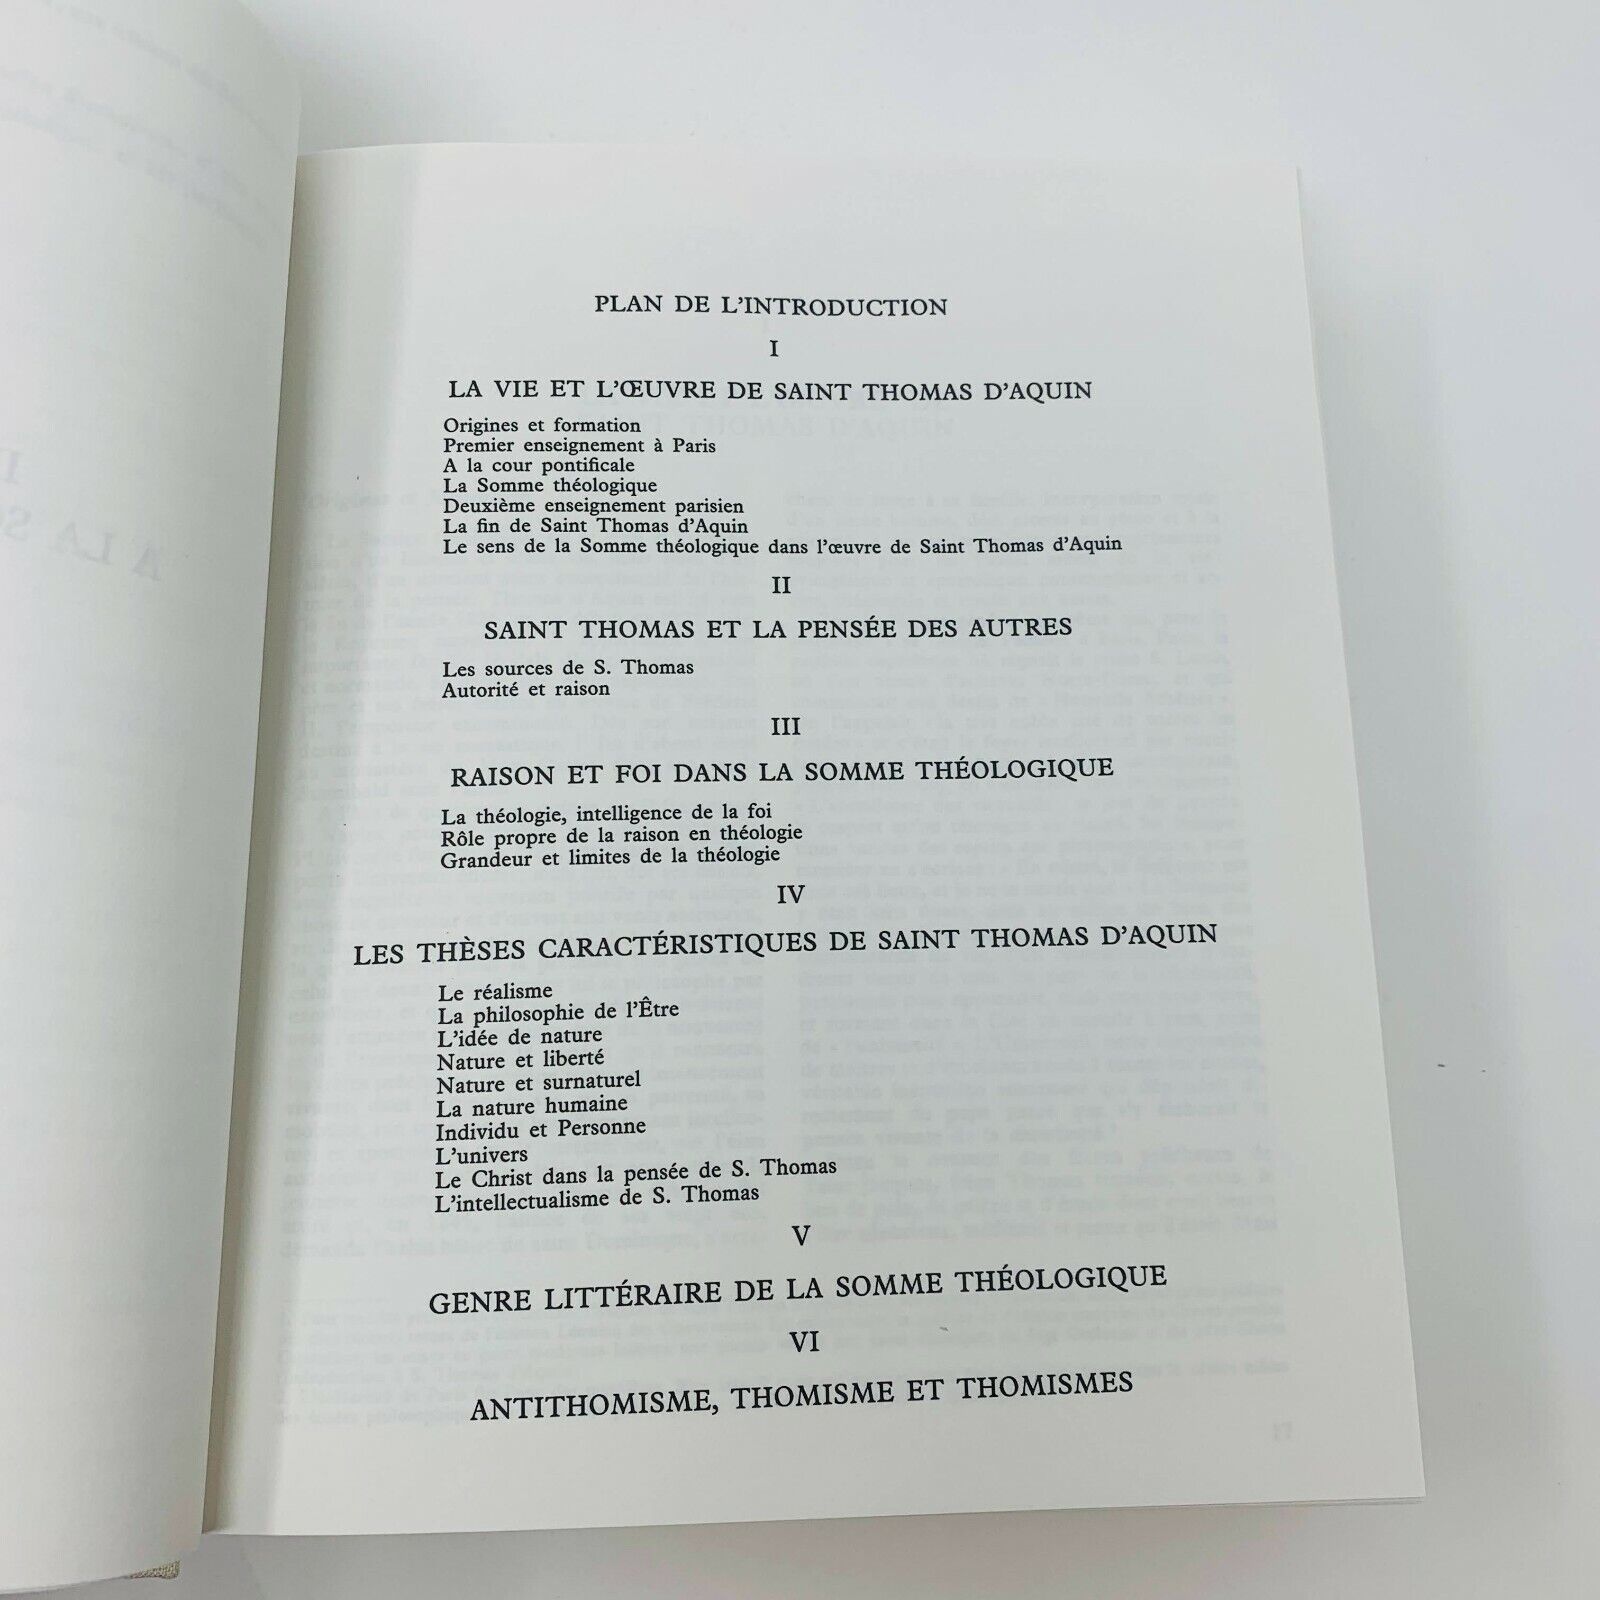 PLAN DE L'INTRODUCTION
I
LA VIE ET L'ŒUVRE DE SAINT THOMAS D'AQUIN
Origines et formation
Premier enseignement à Paris
A la cour pontificale
La Somme théologique
Deuxième enseignement parisien
La fin de Saint Thomas d'Aquin
Le sens de la Somme théologique dans l'œuvre de Saint Thomas d'Aquin
II
SAINT THOMAS ET LA PENSÉE DES AUTRES
Les sources de S. Thomas
Autorité et raison
III
RAISON ET FOI DANS LA SOMME THÉOLOGIQUE
La théologie, intelligence de la foi
Rôle propre de la raison en théologie
Grandeur et limites de la théologie
IV
LES THÈSES CARACTÉRISTIQUES DE SAINT THOMAS D'AQUIN
Le réalisme
La philosophie de l'Être
L'idée de nature
Nature et liberté
Nature et surnaturel
La nature humaine
Individu et Personne
L'univers
Le Christ dans la pensée de S. Thomas
L'intellectualisme de S. Thomas
V
GENRE LITTÉRAIRE DE LA SOMME THÉOLOGIQUE
VI
ANTITHOMISME, THOMISME ET THOMISMES